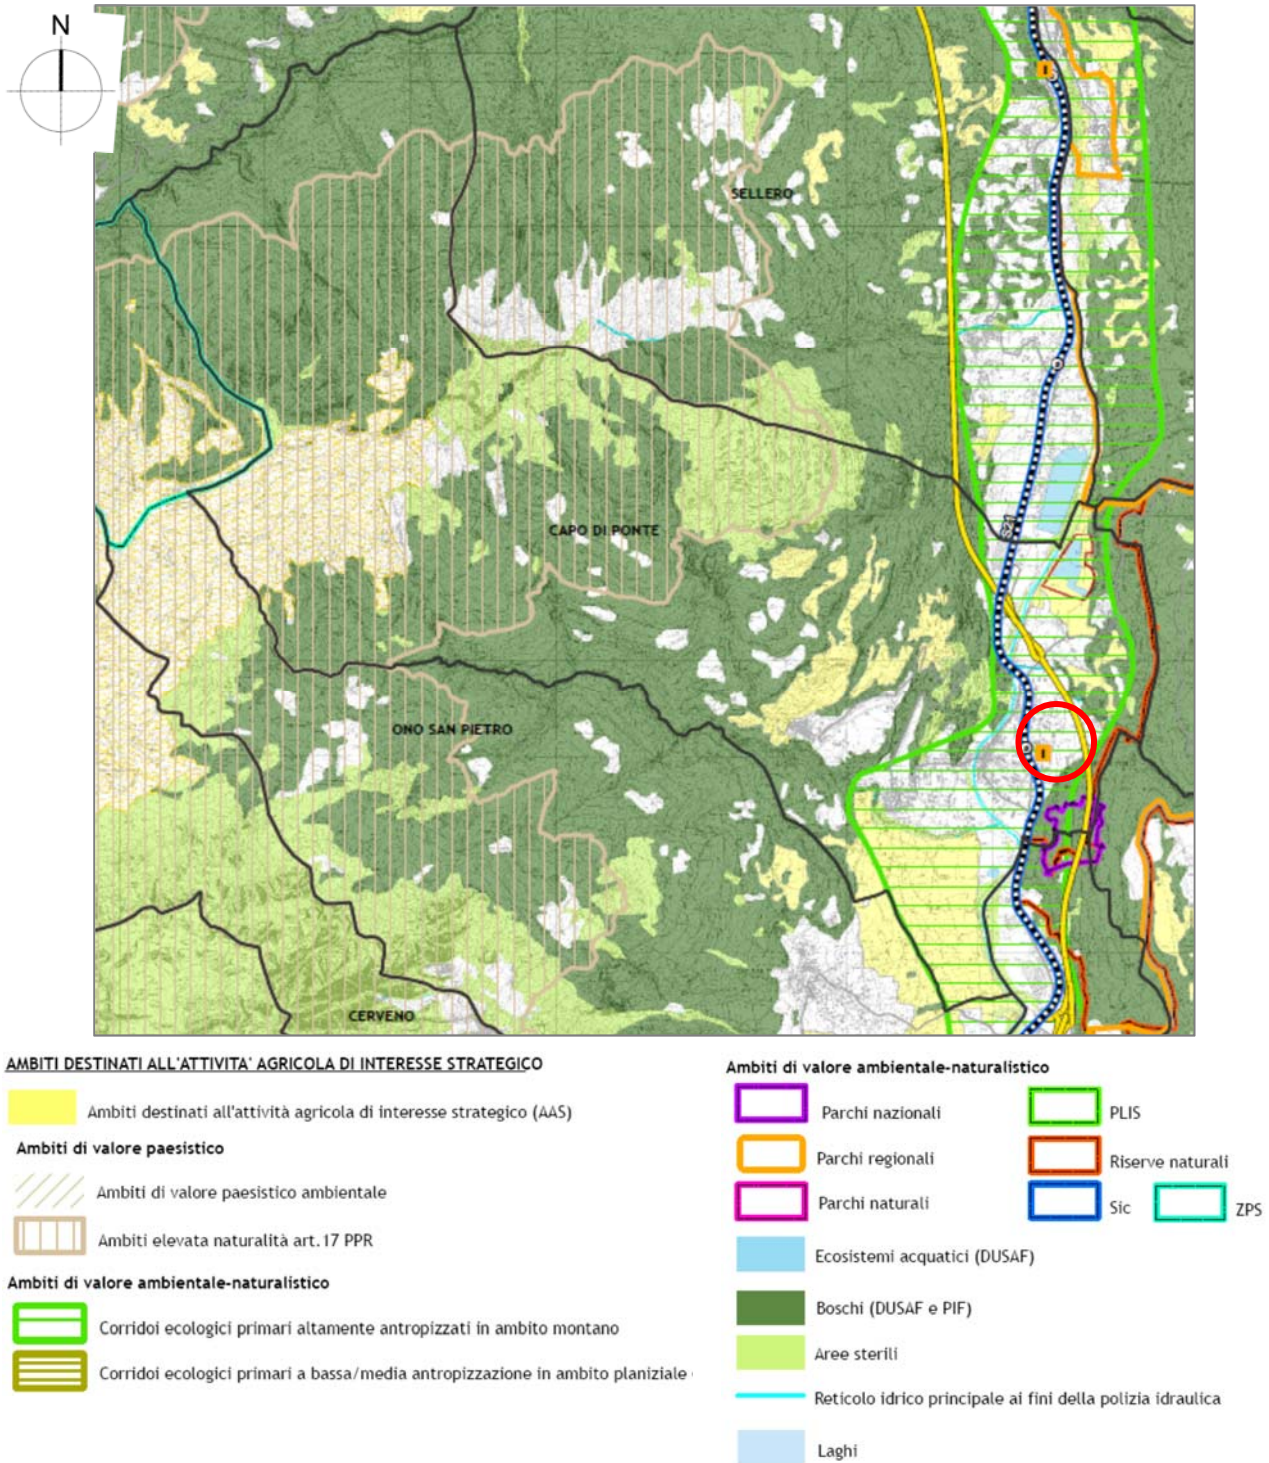 N
SELLERO
CAPO DI PONTE
ONO SAN PIETRO
CERVENO
AMBITI DESTINATI ALL'ATTIVITA' AGRICOLA DI INTERESSE STRATEGICO
Ambiti destinati all'attività agricola di interesse strategico (AAS)
Ambiti di valore paesistico
Ambiti di valore paesistico ambientale
Ambiti elevata naturalità art.17 PPR
Ambiti di valore ambientale-naturalistico
Corridoi ecologici primari altamente antropizzati in ambito montano
Corridoi ecologici primari a bassa/media antropizzazione in ambito planiziale
Ambiti di valore ambientale-naturalistico
Parchi nazionali
PLIS
Parchi regionali
Riserve naturali
Parchi naturali
Sic
ZPS
Ecosistemi acquatici (DUSAF)
Boschi (DUSAF e PIF)
Aree sterili
Reticolo idrico principale ai fini della polizia idraulica
Laghi